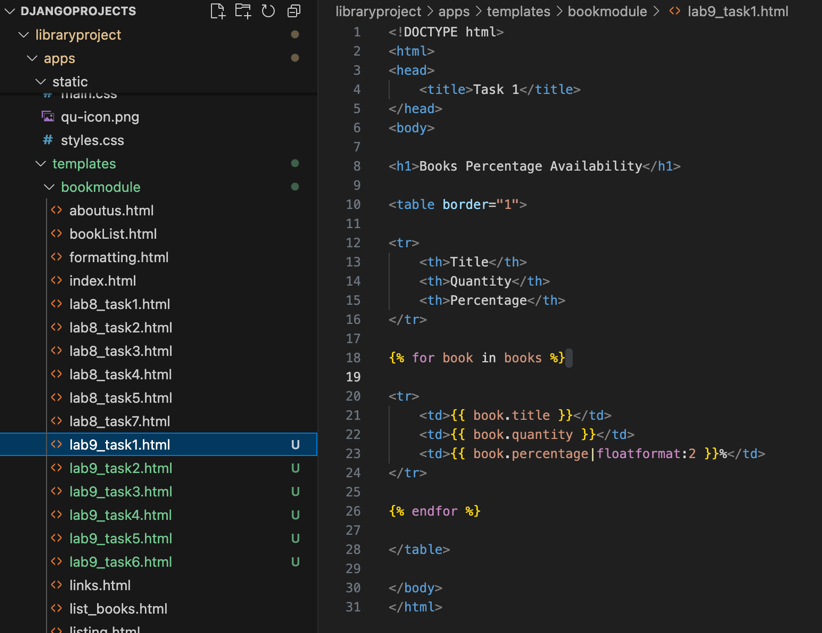 DJANGOPROJECTS
libraryproject
apps
static
main.css
qu-icon.png
# styles.css
templates
bookmodule
<> aboutus.html
<> bookList.html
<> formatting.html
<> index.html
<> lab8_task1.html
<> lab8_task2.html
<> lab8_task3.html
<> lab8_task4.html
<> lab8_task5.html
<> lab8_task7.html
<> lab9_task1.html U
<> lab9_task2.html U
<> lab9_task3.html U
<> lab9_task4.html U
<> lab9_task5.html U
<> lab9_task6.html U
<> links.html
<> list_books.html
<> listing.html
libraryproject > apps > templates > bookmodule > <> lab9_task1.html
1 <!DOCTYPE html>
2 <html>
3 <head>
4 <title>Task 1</title>
5 </head>
6 <body>
7
8 <h1>Books Percentage Availability</h1>
9
10 <table border="1">
11
12 <tr>
13 <th>Title</th>
14 <th>Quantity</th>
15 <th>Percentage</th>
16 </tr>
17
18 {% for book in books %}
19
20 <tr>
21 <td>{{ book.title }}</td>
22 <td>{{ book.quantity }}</td>
23 <td>{{ book.percentage|floatformat:2 }}%</td>
24 </tr>
25
26 {% endfor %}
27
28 </table>
29
30 </body>
31 </html>